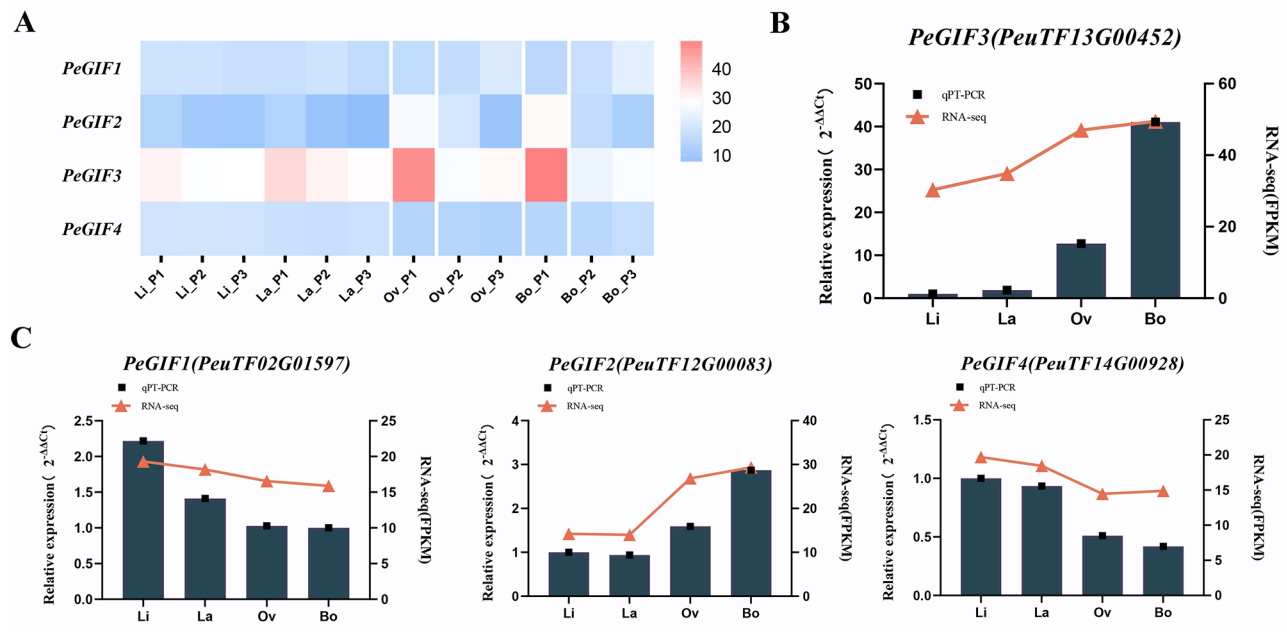 A
PeGIF1
PeGIF2
PeGIF3
PeGIF4
40
30
20
10
Li_P1 Li_P2 Li_P3 La_P1 La_P2 La_P3 Ov_P1 Ov_P2 Ov_P3 Bo_P1 Bo_P2 Bo_P3
B
PeGIF3(PeuTF13G00452)
qPT-PCR
RNA-seq
Relative expression( 2-ΔΔCt)
50
40
30
20
10
0
60
40
20
0
RNA-seq(FPKM)
Li La Ov Bo
C
PeGIF1(PeuTF02G01597)
qPT-PCR
RNA-seq
Relative expression( 2-ΔΔCt)
2.5
2.0
1.5
1.0
0.5
0.0
25
20
15
10
5
0
RNA-seq(FPKM)
Li La Ov Bo
PeGIF2(PeuTF12G00083)
qPT-PCR
RNA-seq
Relative expression( 2-ΔΔCt)
4
3
2
1
0
40
30
20
10
0
RNA-seq(FPKM)
Li La Ov Bo
PeGIF4(PeuTF14G00928)
qPT-PCR
RNA-seq
Relative expression( 2-ΔΔCt)
1.5
1.0
0.5
0.0
25
20
15
10
5
0
RNA-seq(FPKM)
Li La Ov Bo